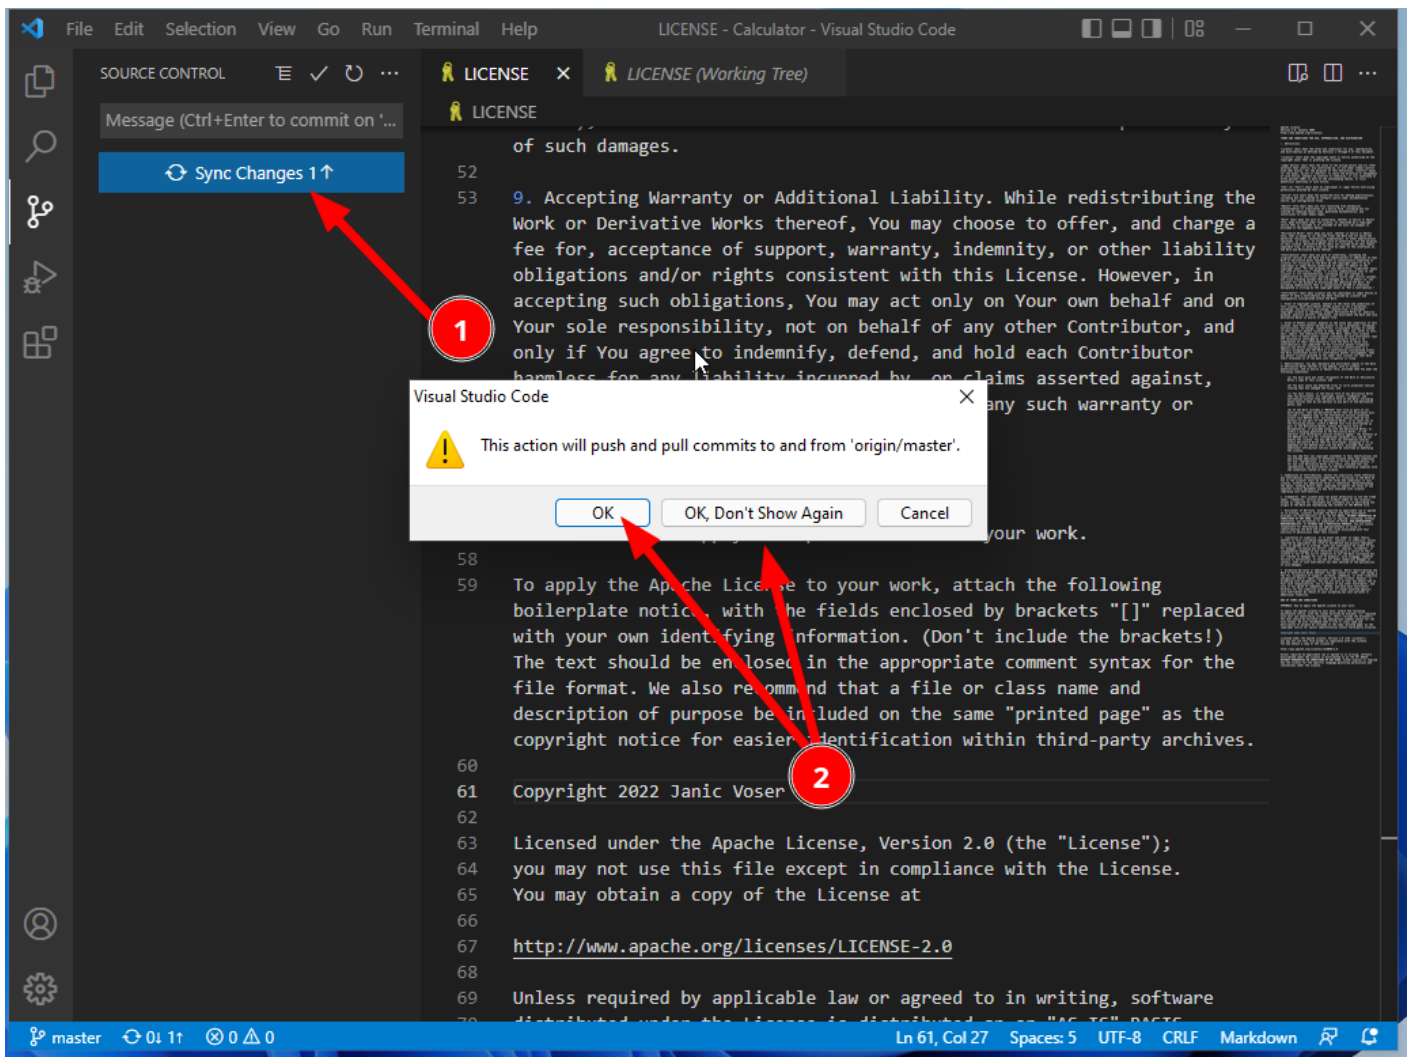 File Edit Selection View Go Run Terminal Help LICENSE - Calculator - Visual Studio Code
SOURCE CONTROL
Message (Ctrl+Enter to commit on '...
Sync Changes 1↑
1
LICENSE
LICENSE (Working Tree)
LICENSE
of such damages.
52
53 9. Accepting Warranty or Additional Liability. While redistributing the
Work or Derivative Works thereof, You may choose to offer, and charge a
fee for, acceptance of support, warranty, indemnity, or other liability
obligations and/or rights consistent with this License. However, in
accepting such obligations, You may act only on Your own behalf and on
Your sole responsibility, not on behalf of any other Contributor, and
only if You agree to indemnify, defend, and hold each Contributor
harmless for any liability incurred by, or claims asserted against,
any such warranty or
Visual Studio Code
This action will push and pull commits to and from 'origin/master'.
OK
OK, Don't Show Again
Cancel
your work.
58
59 To apply the Apache License to your work, attach the following
boilerplate notice, with the fields enclosed by brackets "[]" replaced
with your own identifying information. (Don't include the brackets!)
The text should be enclosed in the appropriate comment syntax for the
file format. We also recommend that a file or class name and
description of purpose be included on the same "printed page" as the
copyright notice for easier identification within third-party archives.
60
2
61 Copyright 2022 Janic Voser
62
63 Licensed under the Apache License, Version 2.0 (the "License");
64 you may not use this file except in compliance with the License.
65 You may obtain a copy of the License at
66
67 http://www.apache.org/licenses/LICENSE-2.0
68
69 Unless required by applicable law or agreed to in writing, software
master 0↓ 1↑ 0 0
Ln 61, Col 27 Spaces: 5 UTF-8 CRLF Markdown